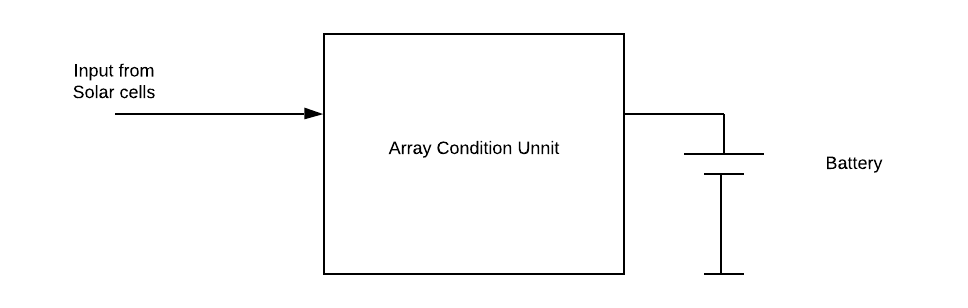 Input from
Solar cells
Array Condition Unnit
Battery